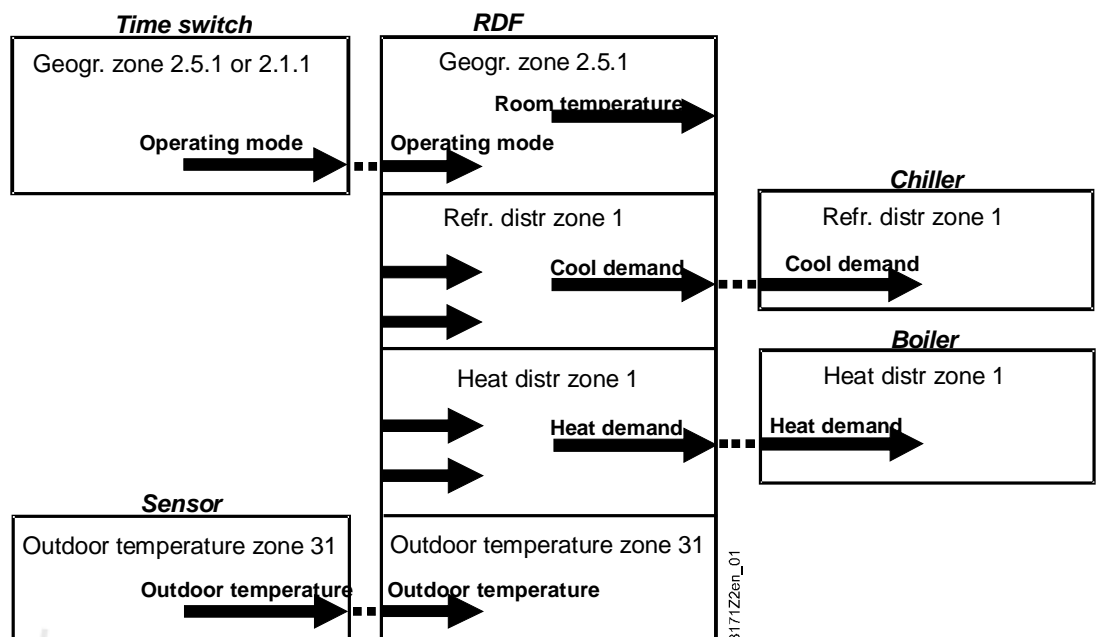 Time switch
RDF
Geogr. zone 2.5.1 or 2.1.1
Geogr. zone 2.5.1
Room temperature
Operating mode
Operating mode
Chiller
Refr. distr zone 1
Refr. distr zone 1
Cool demand
Cool demand
Boiler
Heat distr zone 1
Heat distr zone 1
Heat demand
Heat demand
Sensor
Outdoor temperature zone 31
Outdoor temperature zone 31
Outdoor temperature
Outdoor temperature
3171Z2en_01